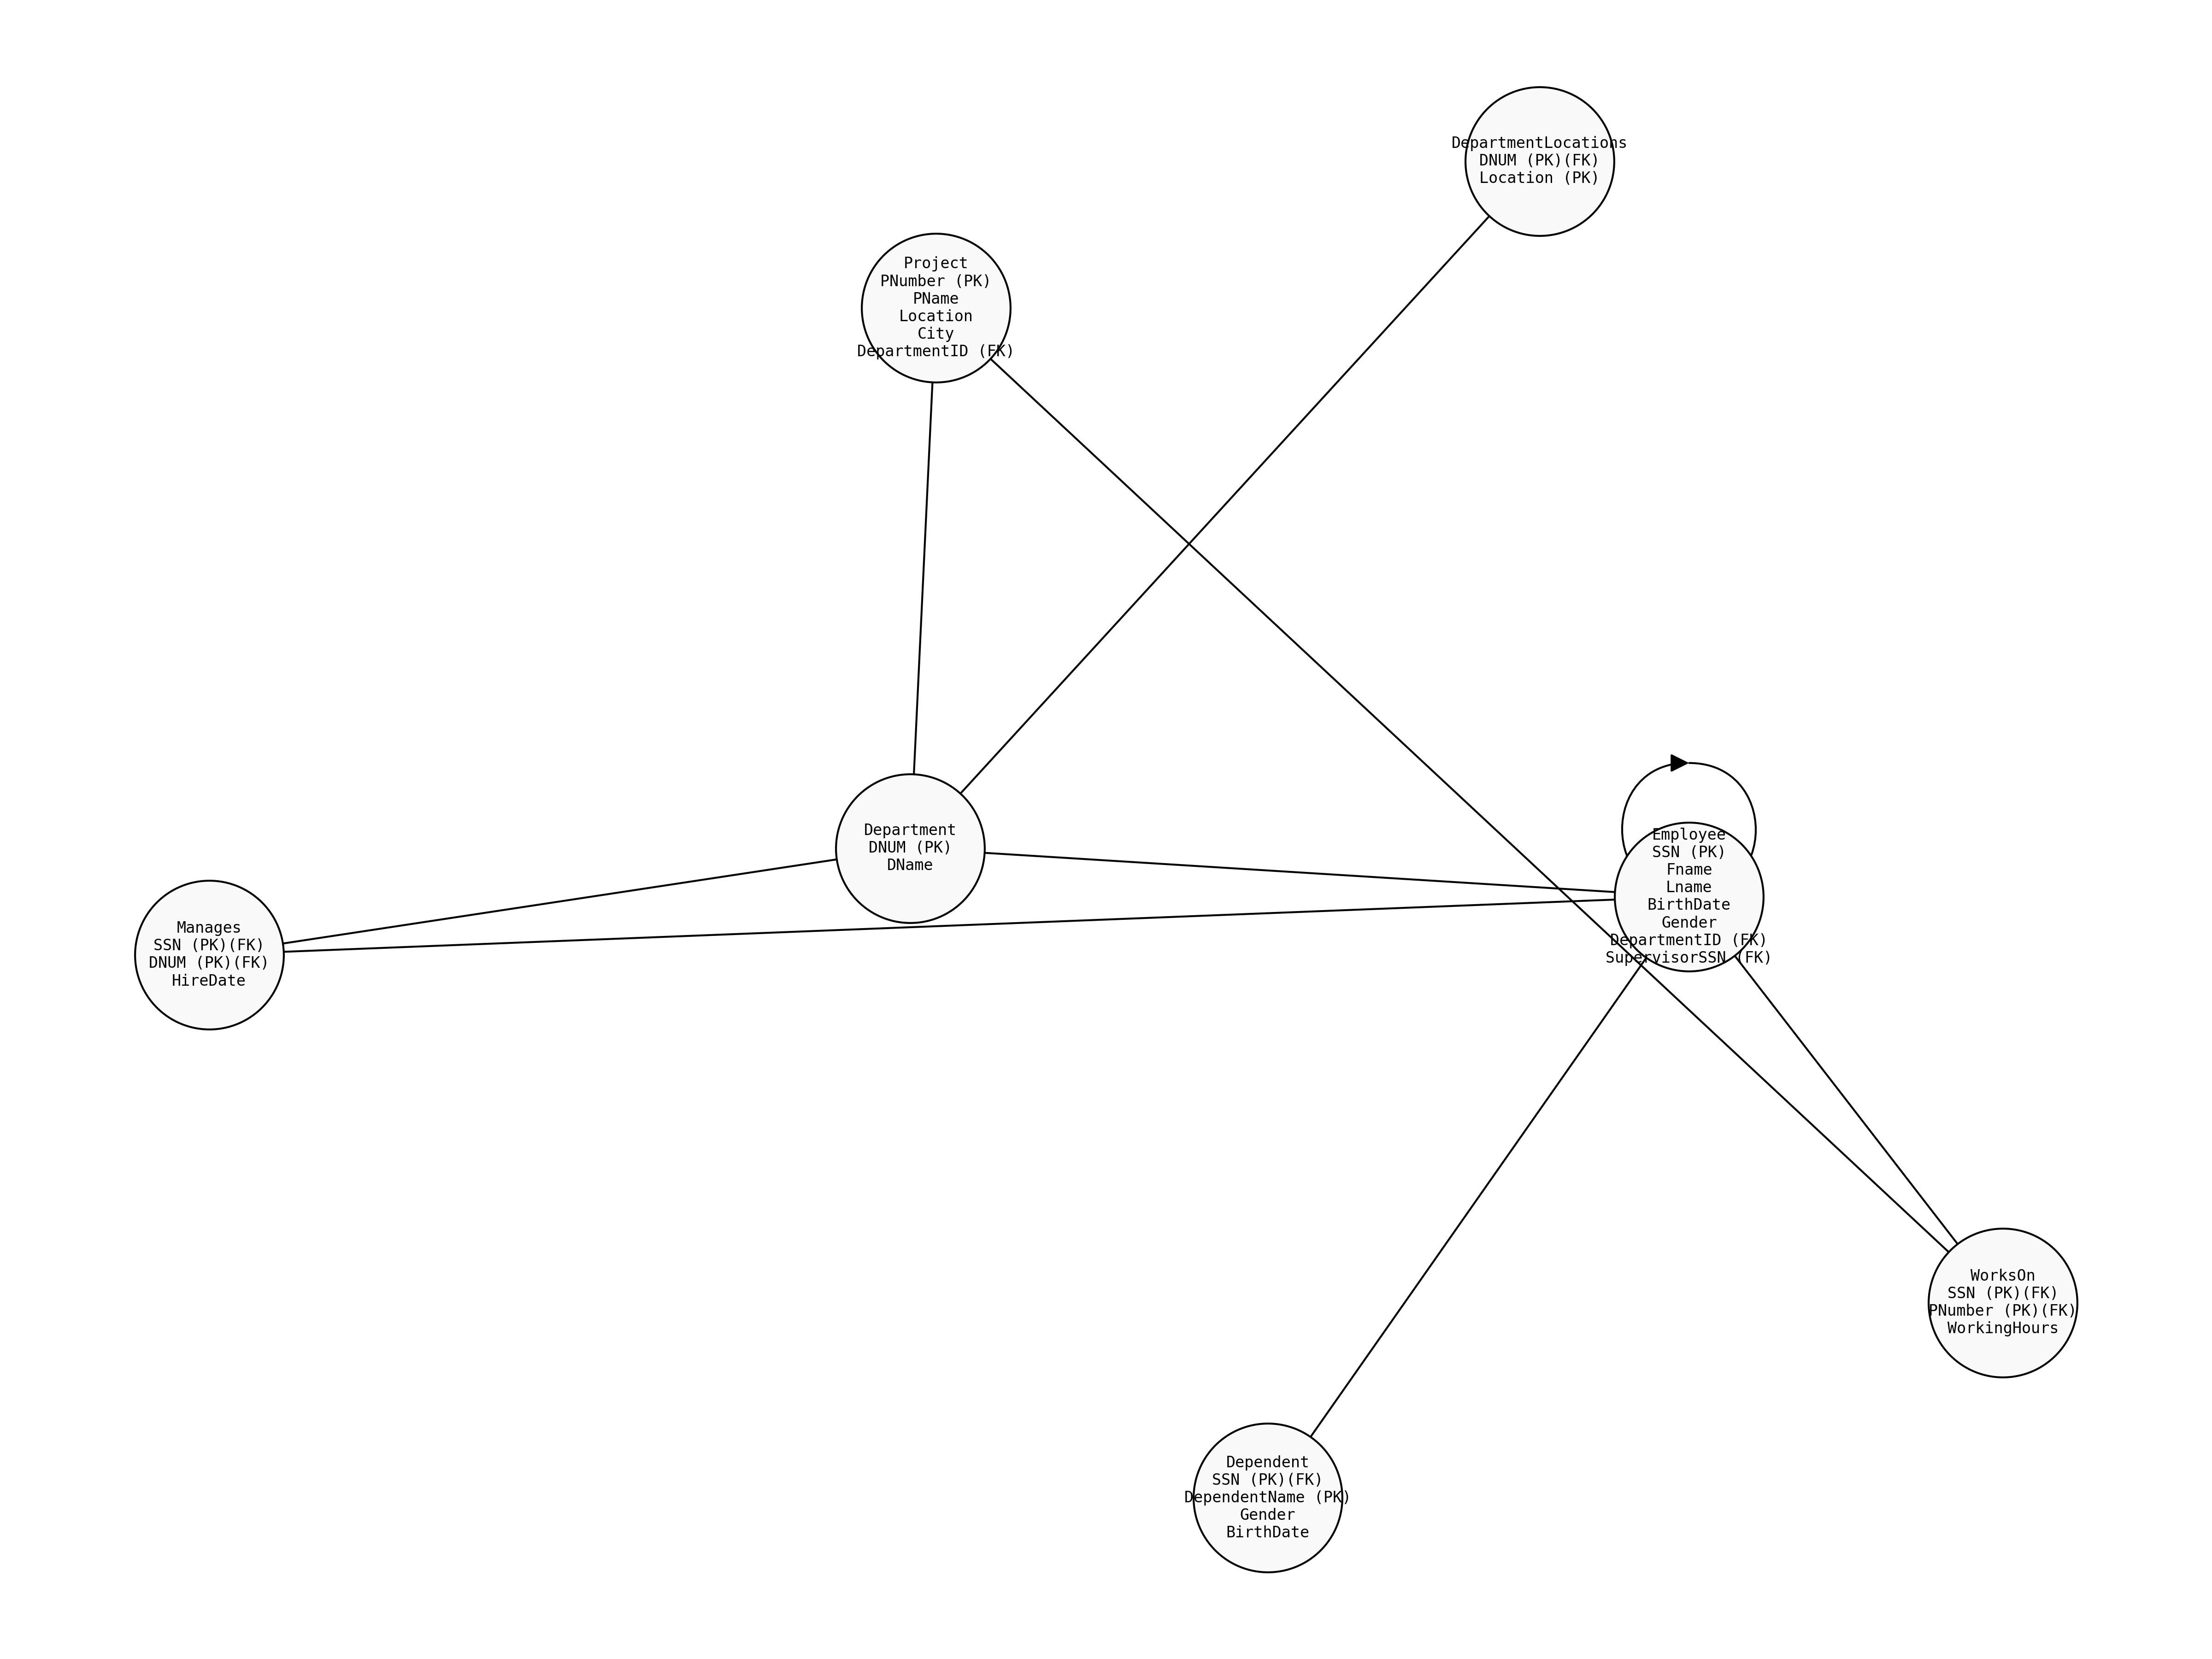 DepartmentLocations
DNUM (PK)(FK)
Location (PK)
Project
PNumber (PK)
PName
Location
City
DepartmentID (FK)
Department
DNUM (PK)
DName
Employee
SSN (PK)
Fname
Lname
BirthDate
Gender
DepartmentID (FK)
SupervisorSSN (FK)
Manages
SSN (PK)(FK)
DNUM (PK)(FK)
HireDate
WorksOn
SSN (PK)(FK)
PNumber (PK)(FK)
WorkingHours
Dependent
SSN (PK)(FK)
DependentName (PK)
Gender
BirthDate